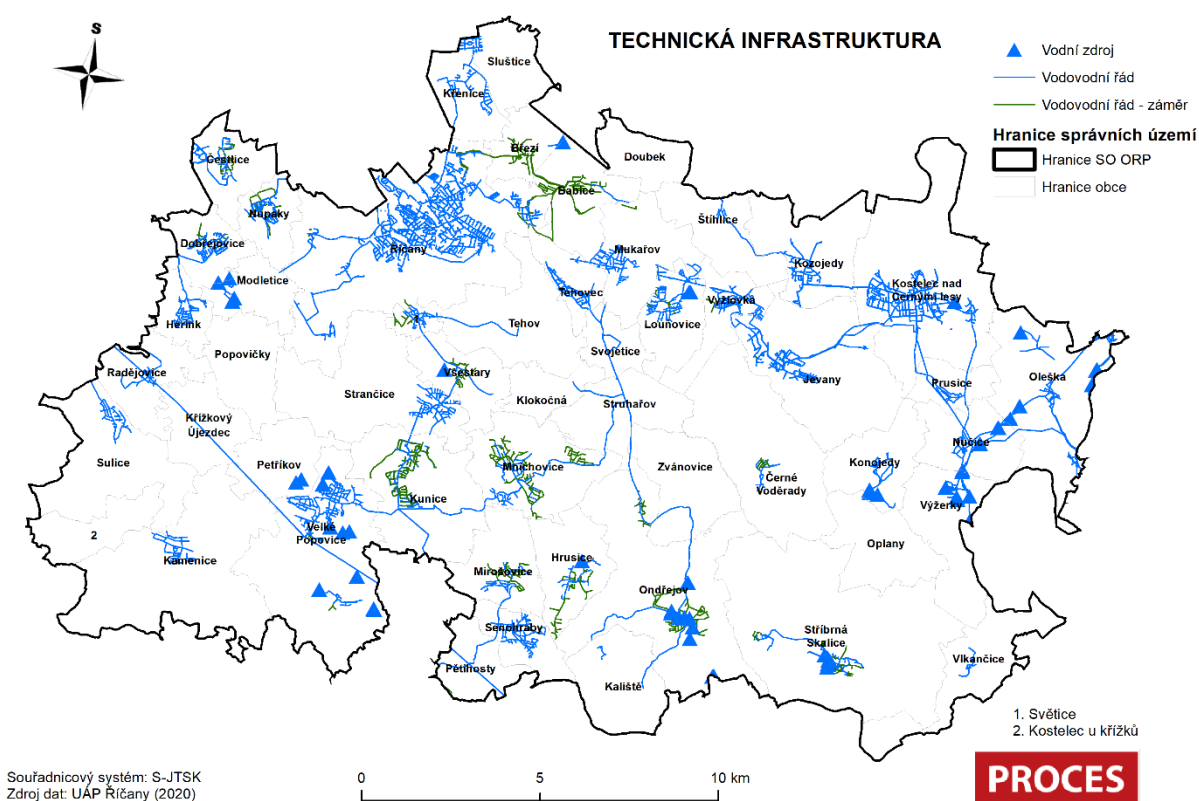 S
TECHNICKÁ INFRASTRUKTURA
Vodní zdroj
Vodovodní řád
Vodovodní řád - záměr
Hranice správních území
Hranice SO ORP
Hranice obce
Sluštice
Křenice
Březí
Doubek
Čestlice
Babice
Nupaky
Štíhlice
Dobřejovice
Říčany
Mukařov
Kozojedy
Modletice
Tehovec
Vyžlovka
Kostelec nad
Černými lesy
Herink
1
Tehov
Louňovice
Popovičky
Svojetice
Radějovice
Všestary
Jevany
Prusice
Oleška
Strančice
Klokočná
Struhařov
Křížkový
Újezdec
Nučice
Sulice
Petříkov
Mnichovice
Zvánovice
Černé
Voděrady
Konojedy
Kunice
Výžerky
2
Velké
Popovice
Oplany
Kamenice
Hrusice
Mirošovice
Ondřejov
Senohraby
Stříbrná
Skalice
Vlkančice
Pětihosty
Kaliště
1. Světice
2. Kostelec u křížků
Souřadnicový systém: S-JTSK
Zdroj dat: ÚAP Říčany (2020)
0 5 10 km
PROCES